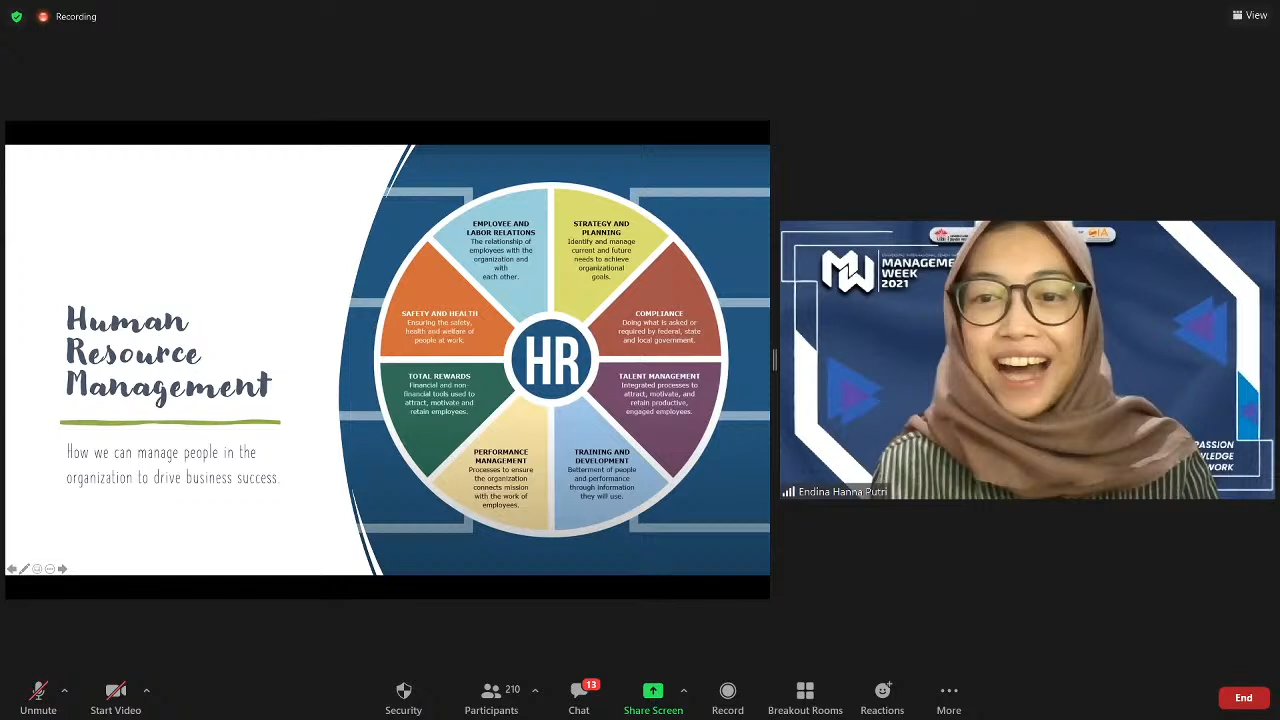 Recording
View
Human
Resource
Management
How we can manage people in the
organization to drive business success.
EMPLOYEE AND
LABOR RELATIONS
The relationship of
employees with the
organization and
with
each other.
STRATEGY AND
PLANNING
Identify and manage
current and future
needs to achieve
organizational
goals.
SAFETY AND HEALTH
Ensuring the safety,
health and welfare of
people at work.
COMPLIANCE
Doing what is asked or
required by federal, state
and local government.
HR
TOTAL REWARDS
Financial and non-
financial tools used to
attract, motivate and
retain employees.
TALENT MANAGEMENT
Integrated processes to
attract, motivate, and
retain productive,
engaged employees.
PERFORMANCE
MANAGEMENT
Processes to ensure
the organization
connects mission
with the work of
employees.
TRAINING AND
DEVELOPMENT
Betterment of people
and performance
through information
they will use.
MW
MANAGEME
WEEK
2021
PASSION
WLEDGE
WORK
Endina Hanna Putri
Unmute
Start Video
Security
210
Participants
13
Chat
Share Screen
Record
Breakout Rooms
Reactions
More
End